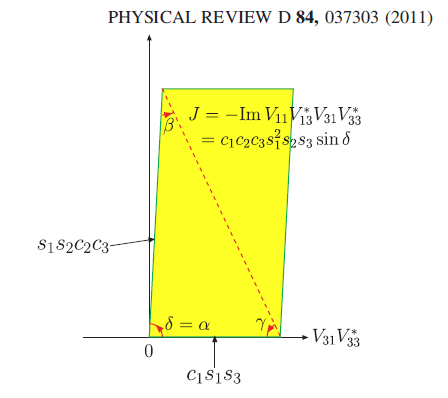 PHYSICAL REVIEW D 84, 037303 (2011)
J = −Im V₁₁V₁₃*V₃₁V₃₃*
= c₁c₂c₃s₁²s₂s₃ sin δ
β
s₁s₂c₂c₃
δ = α
γ
V₃₁V₃₃*
0
c₁s₁s₃